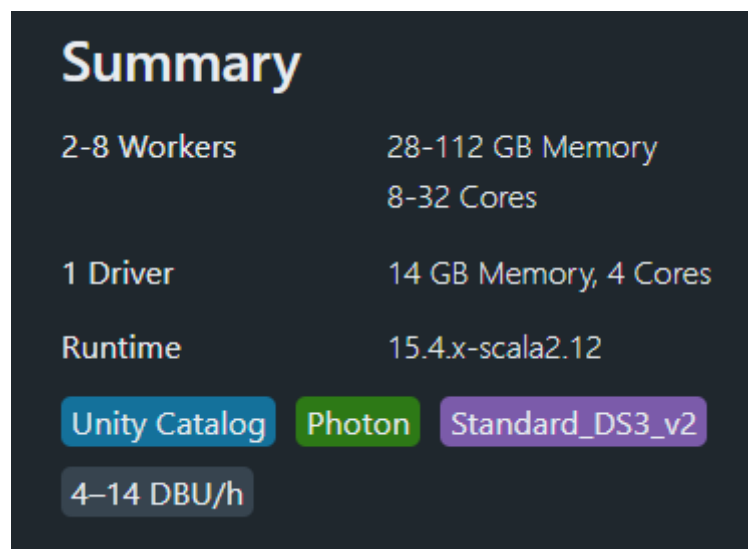 Summary
2-8 Workers 28-112 GB Memory
8-32 Cores
1 Driver 14 GB Memory, 4 Cores
Runtime 15.4.x-scala2.12
Unity Catalog Photon Standard_DS3_v2
4–14 DBU/h